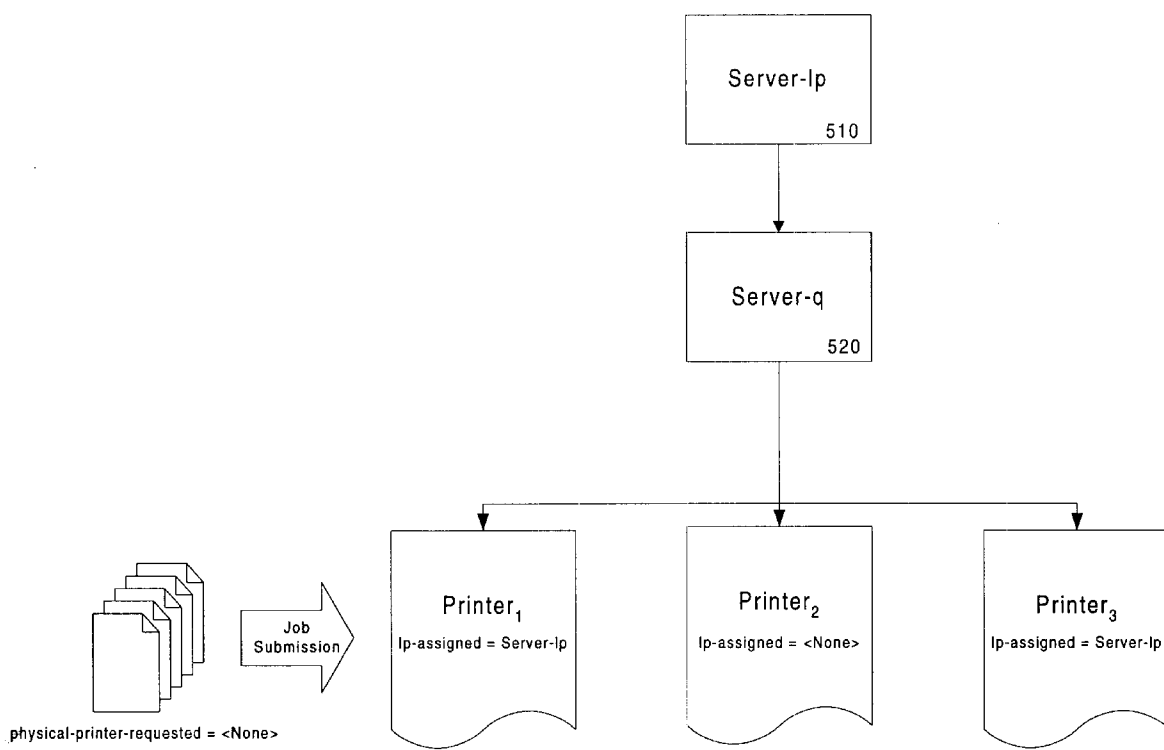 Server-lp
510
Server-q
520
Printer1
lp-assigned = Server-lp
Printer2
lp-assigned = <None>
Printer3
lp-assigned = Server-lp
Job
Submission
physical-printer-requested = <None>